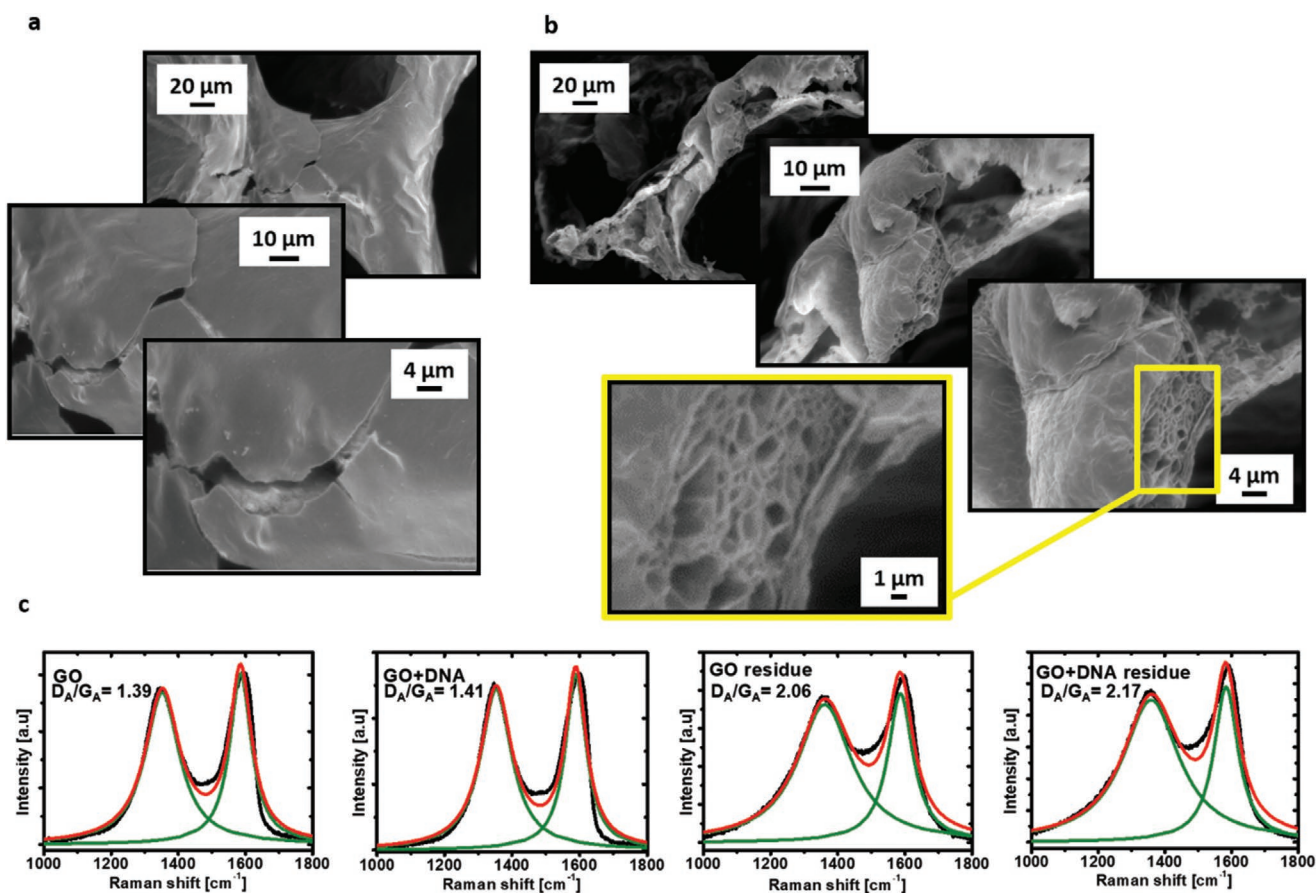 a
20 µm
10 µm
4 µm
b
20 µm
10 µm
4 µm
1 µm
c
GO
D_A/G_A= 1.39
Intensity [a.u]
1000 1200 1400 1600 1800
Raman shift [cm⁻¹]
GO+DNA
D_A/G_A= 1.41
Intensity [a.u]
1000 1200 1400 1600 1800
Raman shift [cm⁻¹]
GO residue
D_A/G_A= 2.06
Intensity [a.u]
1000 1200 1400 1600 1800
Raman shift [cm⁻¹]
GO+DNA residue
D_A/G_A= 2.17
Intensity [a.u]
1000 1200 1400 1600 1800
Raman shift [cm⁻¹]